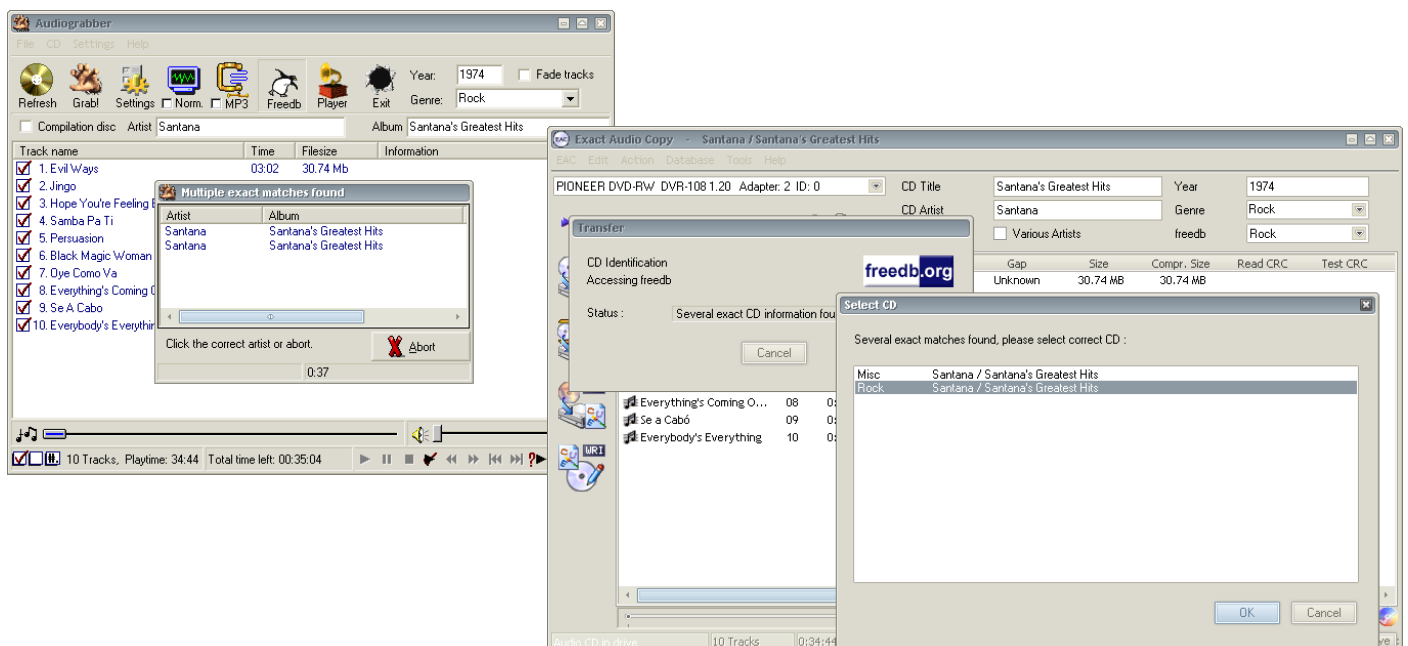 Audiograbber
File CD Settings Help
Refresh Grab! Settings Norm. MP3 Freedb Player Exit
Year: 1974 Fade tracks
Genre: Rock
Compilation disc Artist Santana Album Santana's Greatest Hits
Track name Time Filesize Information
1. Evil Ways 03:02 30.74 Mb
2. Jingo
3. Hope You're Feeling
4. Samba Pa Ti
5. Persuasion
6. Black Magic Woman
7. Oye Como Va
8. Everything's Coming
9. Se A Cabo
10. Everybody's
Multiple exact matches found
Artist Album
Santana Santana's Greatest Hits
Santana Santana's Greatest Hits
Click the correct artist or abort.
Abort
0:37
10 Tracks, Playtime: 34:44 Total time left: 00:35:04
EAC Exact Audio Copy - Santana / Santana's Greatest Hits
EAC Edit Action Database Tools Help
PIONEER DVD-RW DVR-108 1.20 Adapter: 2 ID: 0
CD Title Santana's Greatest Hits Year 1974
CD Artist Santana Genre Rock
Various Artists freedb Rock
Gap Size Compr. Size Read CRC Test CRC
Unknown 30.74 MB 30.74 MB
Transfer
CD Identification
Accessing freedb
freedb.org
Status : Several exact CD information
Cancel
Everything's Coming O... 08
Se a Cabó 09
Everybody's Everything 10
WRI
Select CD
Several exact matches found, please select correct CD :
Misc Santana / Santana's Greatest Hits
Rock Santana / Santana's Greatest Hits
OK Cancel
Audio CD in drive 10 Tracks 0:34:44